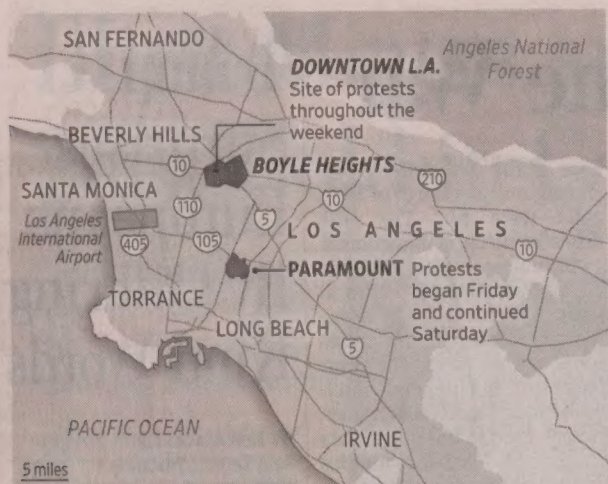 SAN FERNANDO
Angeles National
Forest
DOWNTOWN L.A.
Site of protests
throughout the
weekend
BEVERLY HILLS
10
BOYLE HEIGHTS
210
SANTA MONICA
110
10
5
LOS ANGELES
Los Angeles
International
Airport
405
105
10
PARAMOUNT Protests
began Friday
and continued
Saturday
TORRANCE
LONG BEACH
5
PACIFIC OCEAN
IRVINE
5 miles